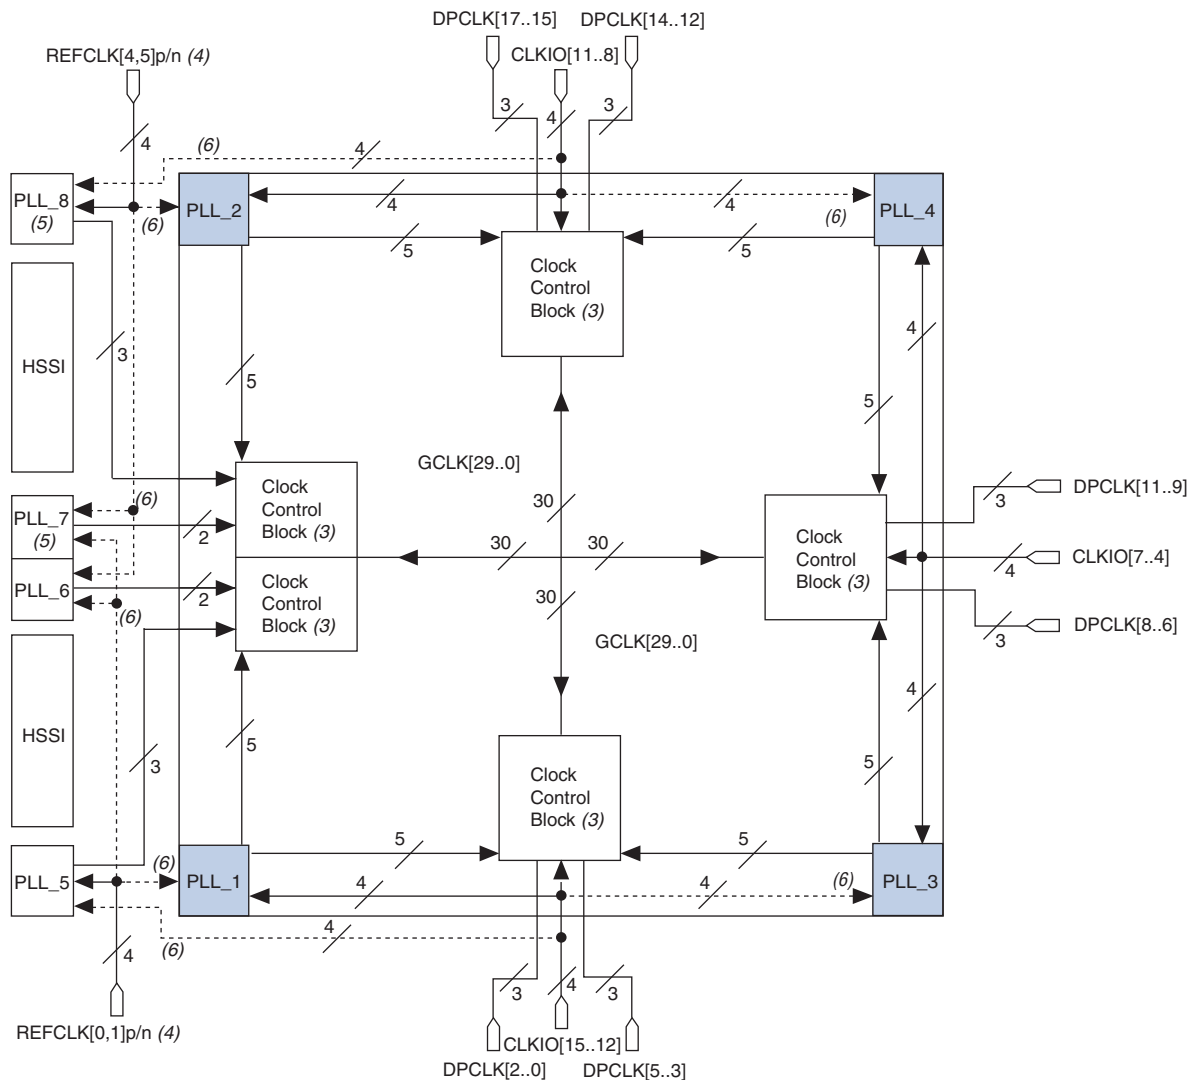 DPCLK[17..15]
DPCLK[14..12]
REFCLK[4,5]p/n (4)
CLKIO[11..8]
3
4
3
4
(6)
4
PLL_8
(5)
(6)
PLL_2
4
4
(6)
PLL_4
5
5
Clock
Control
Block (3)
HSSI
3
5
4
5
GCLK[29..0]
Clock
Control
Block (3)
(6)
PLL_7
(5)
2
30
30
30
30
3
DPCLK[11..9]
Clock
Control
Block (3)
4
CLKIO[7..4]
PLL_6
2
(6)
Clock
Control
Block (3)
3
DPCLK[8..6]
GCLK[29..0]
HSSI
3
5
4
5
Clock
Control
Block (3)
5
5
PLL_5
(6)
PLL_1
4
4
(6)
PLL_3
4
(6)
4
3
4
3
REFCLK[0,1]p/n (4)
CLKIO[15..12]
DPCLK[2..0]
DPCLK[5..3]